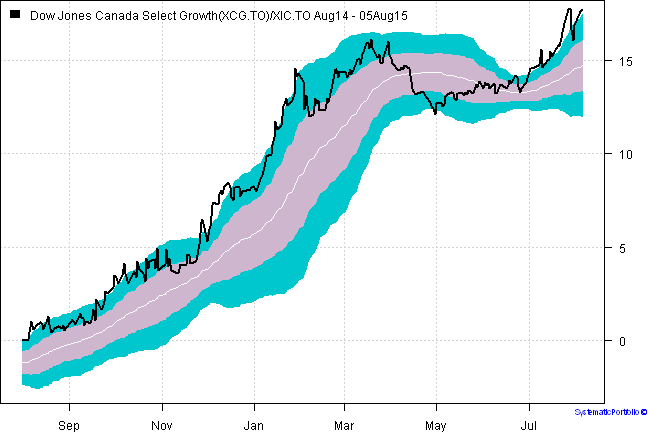 Dow Jones Canada Select Growth(XCG.TO)/XIC.TO Aug14 - 05Aug15
15
10
5
0
Sep Nov Jan Mar May Jul
SystematicPortfolio ©